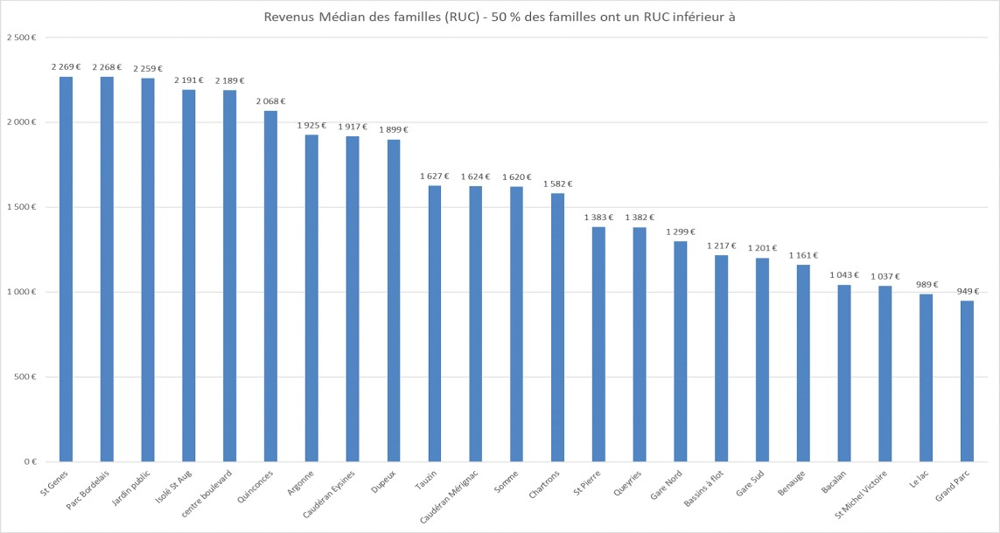 Revenus Médian des familles (RUC) - 50 % des familles ont un RUC inférieur à
2 500 €
2 000 €
1 500 €
1 000 €
500 €
0 €
2 269 €
2 268 €
2 259 €
2 191 €
2 189 €
2 068 €
1 925 €
1 917 €
1 899 €
1 627 €
1 624 €
1 620 €
1 582 €
1 383 €
1 382 €
1 299 €
1 217 €
1 201 €
1 161 €
1 043 €
1 037 €
989 €
949 €
St Genes
Parc Bordelais
Jardin public
Isolé St Aug
centre boulevard
Quinconces
Argonne
Caudéran Eysines
Dupeux
Tauzin
Caudéran Mérignac
Somme
Chartrons
St Pierre
Queyries
Gare Nord
Bassins à flot
Gare Sud
Benauge
Bacalan
St Michel Victoire
Le lac
Grand Parc